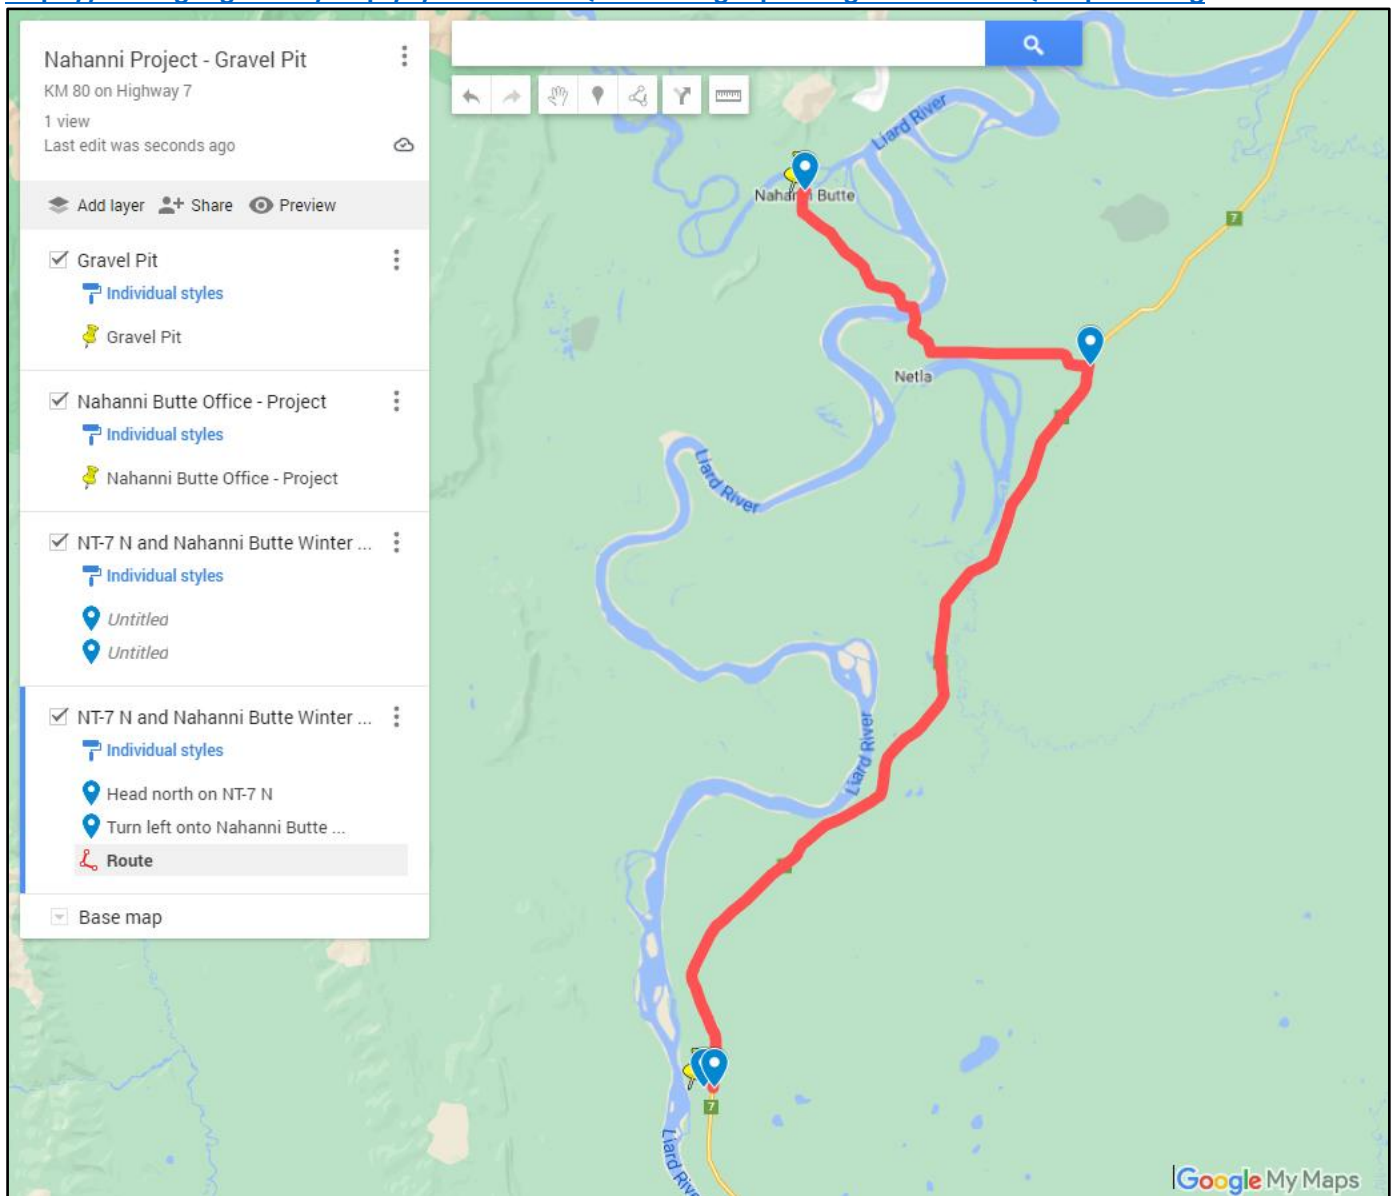 Nahanni Project - Gravel Pit
KM 80 on Highway 7
1 view
Last edit was seconds ago
Add layer Share Preview
Gravel Pit
Individual styles
Gravel Pit
Nahanni Butte Office - Project
Individual styles
Nahanni Butte Office - Project
NT-7 N and Nahanni Butte Winter ...
Individual styles
Untitled
Untitled
NT-7 N and Nahanni Butte Winter ...
Individual styles
Head north on NT-7 N
Turn left onto Nahanni Butte ...
Route
Base map
Liard River
Nahanni Butte
7
Netla
Liard River
Liard River
7
Liard River
Google My Maps